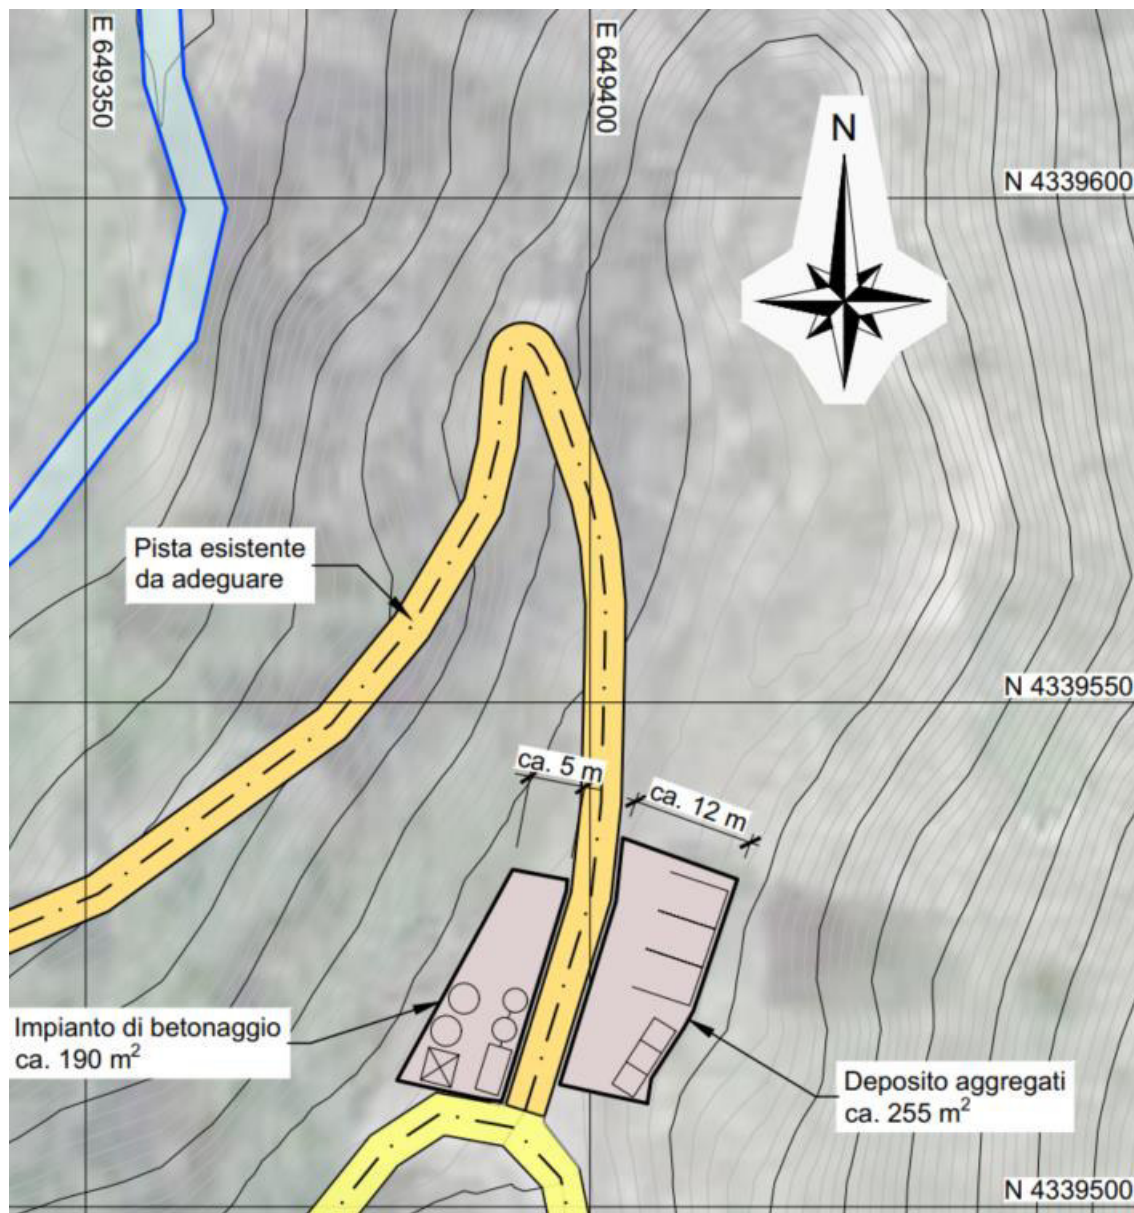 E 649350
E 649400
N
N 4339600
Pista esistente
da adeguare
N 4339550
ca. 5 m
ca. 12 m
Impianto di betonaggio
ca. 190 m²
Deposito aggregati
ca. 255 m²
N 4339500